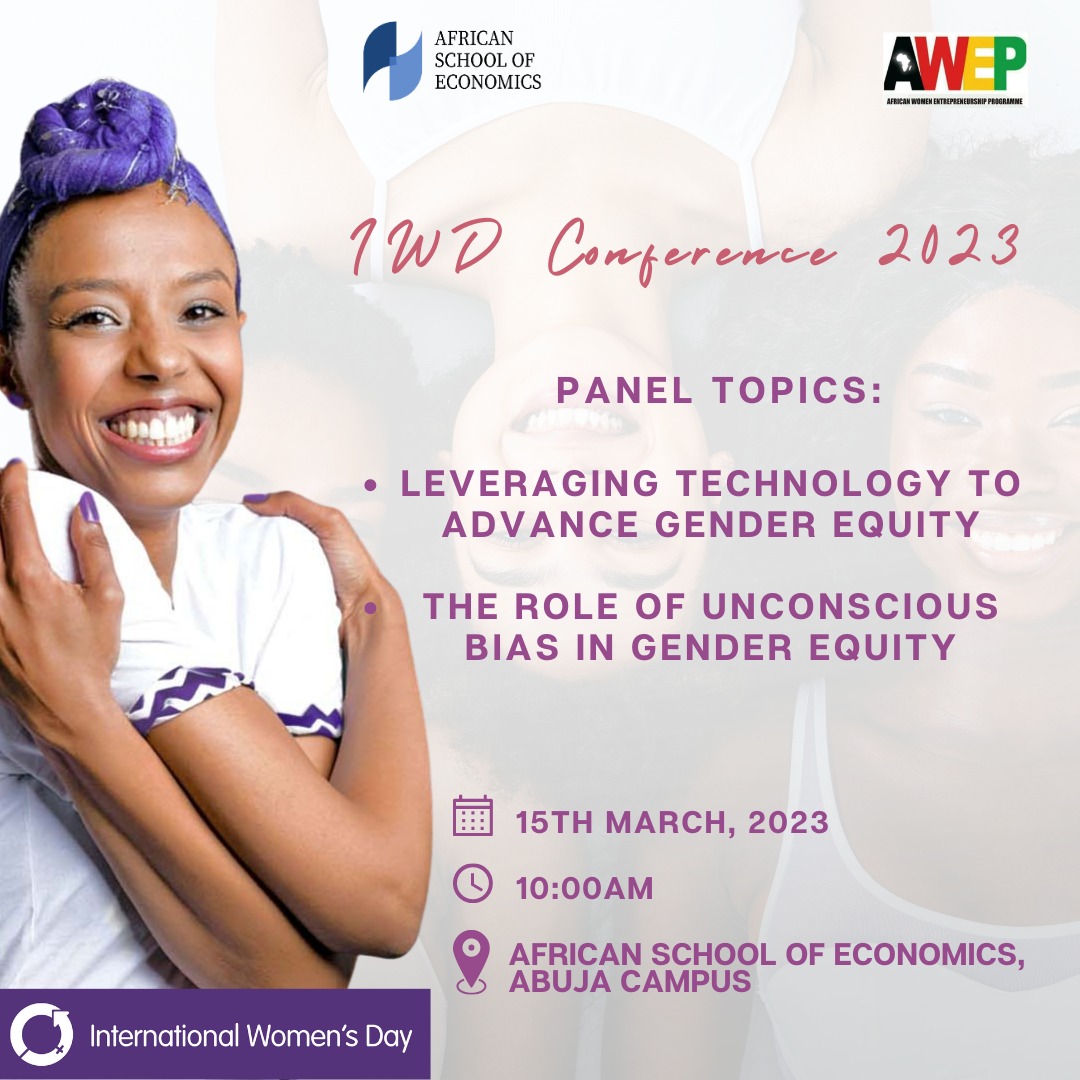 AFRICAN
SCHOOL OF
ECONOMICS
AWEP
AFRICAN WOMEN ENTREPRENEURSHIP PROGRAMME
IWD Conference 2023
PANEL TOPICS:
• LEVERAGING TECHNOLOGY TO
ADVANCE GENDER EQUITY
• THE ROLE OF UNCONSCIOUS
BIAS IN GENDER EQUITY
15TH MARCH, 2023
10:00AM
AFRICAN SCHOOL OF ECONOMICS,
ABUJA CAMPUS
International Women's Day